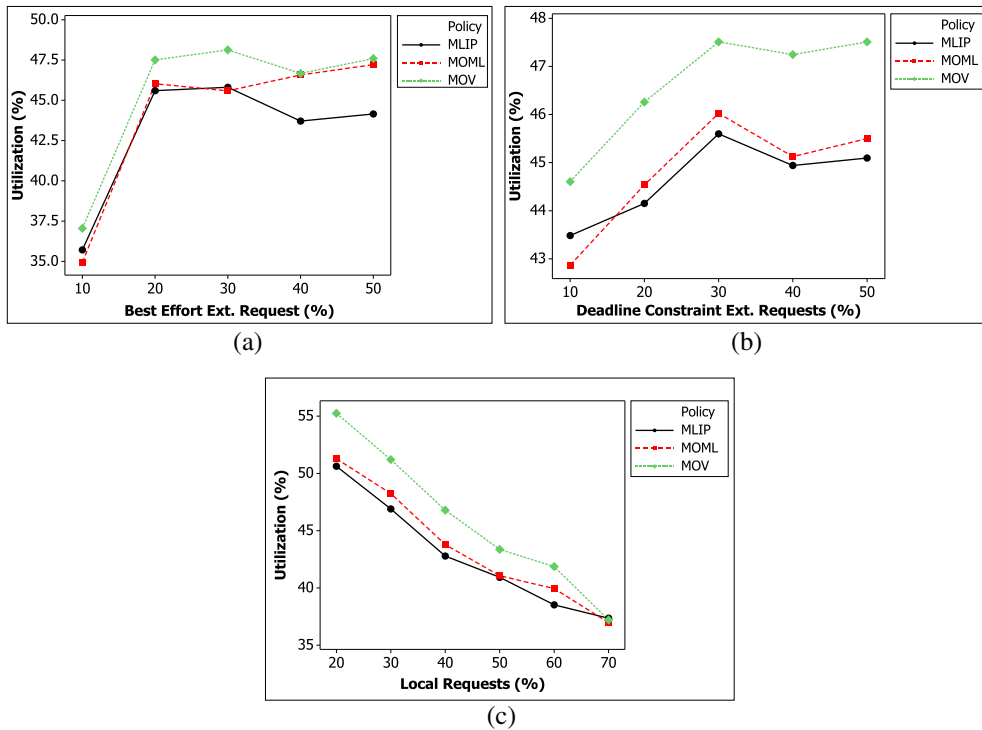 50.0
47.5
45.0
42.5
40.0
37.5
35.0
Utilization (%)
10 20 30 40 50
Best Effort Ext. Request (%)
Policy
MLIP
MOML
MOV
(a)
48
47
46
45
44
43
Utilization (%)
10 20 30 40 50
Deadline Constraint Ext. Requests (%)
Policy
MLIP
MOML
MOV
(b)
55
50
45
40
35
Utilization (%)
20 30 40 50 60 70
Local Requests (%)
Policy
MLIP
MOML
MOV
(c)